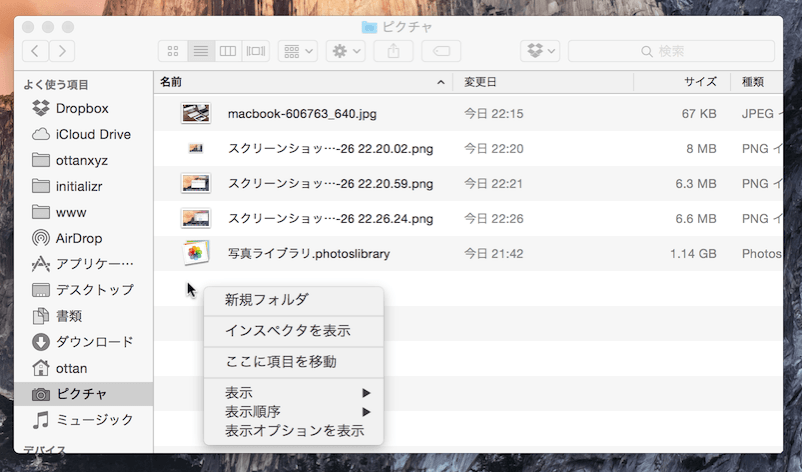 ピクチャ
検索
よく使う項目
Dropbox
iCloud Drive
ottanxyz
initializr
www
AirDrop
アプリケー…
デスクトップ
書類
ダウンロード
ottan
ピクチャ
ミュージック
デバイス
名前 変更日 サイズ 種類
macbook-606763_640.jpg 今日 22:15 67 KB JPEG イ
スクリーンショッ…-26 22.20.02.png 今日 22:20 8 MB PNG イ
スクリーンショッ…-26 22.20.59.png 今日 22:21 6.3 MB PNG イ
スクリーンショッ…-26 22.26.24.png 今日 22:26 6.6 MB PNG イ
写真ライブラリ.photoslibrary 今日 21:42 1.14 GB Photos
新規フォルダ
インスペクタを表示
ここに項目を移動
表示
表示順序
表示オプションを表示